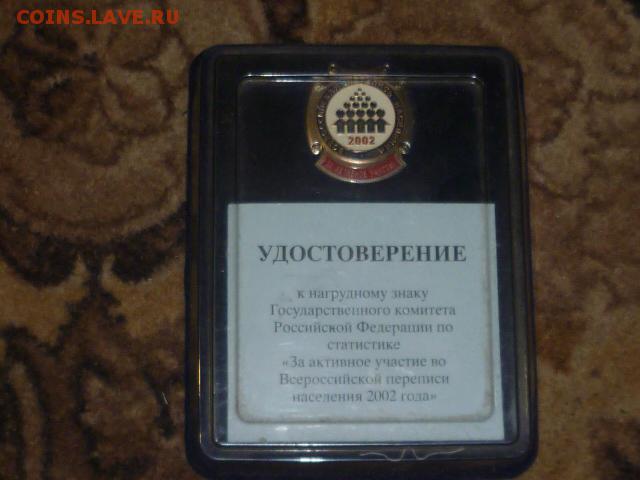 COINS.LAVE.RU
2002
УДОСТОВЕРЕНИЕ
к нагрудному знаку
Государственного комитета
Российской Федерации по
статистике
«За активное участие во
Всероссийской переписи
населения 2002 года»